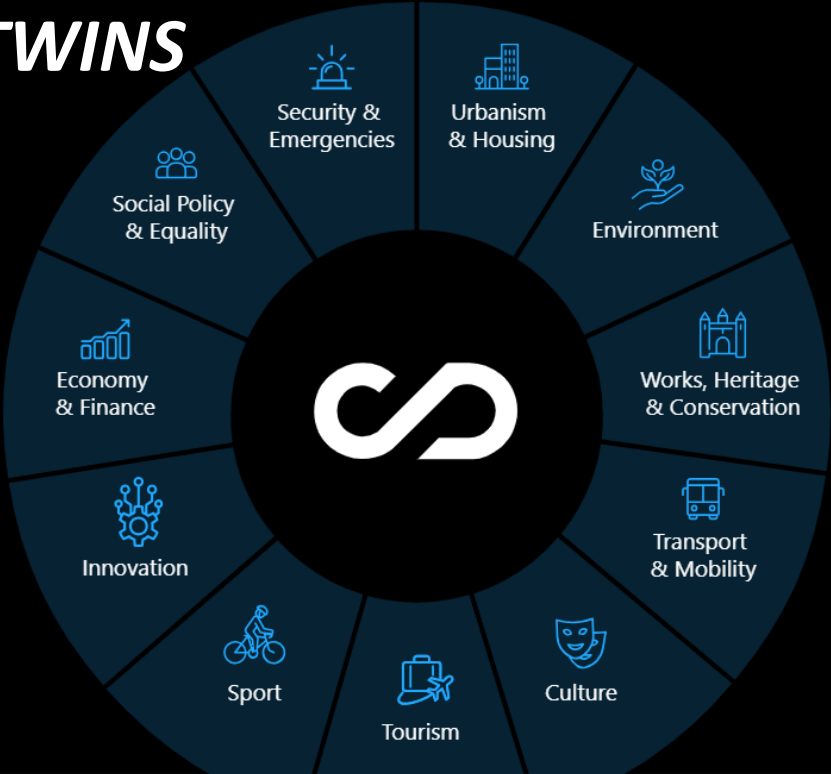 TWINS
Security &
Emergencies
Urbanism
& Housing
Social Policy
& Equality
Environment
Economy
& Finance
Works, Heritage
& Conservation
Innovation
Transport
& Mobility
Sport
Culture
Tourism